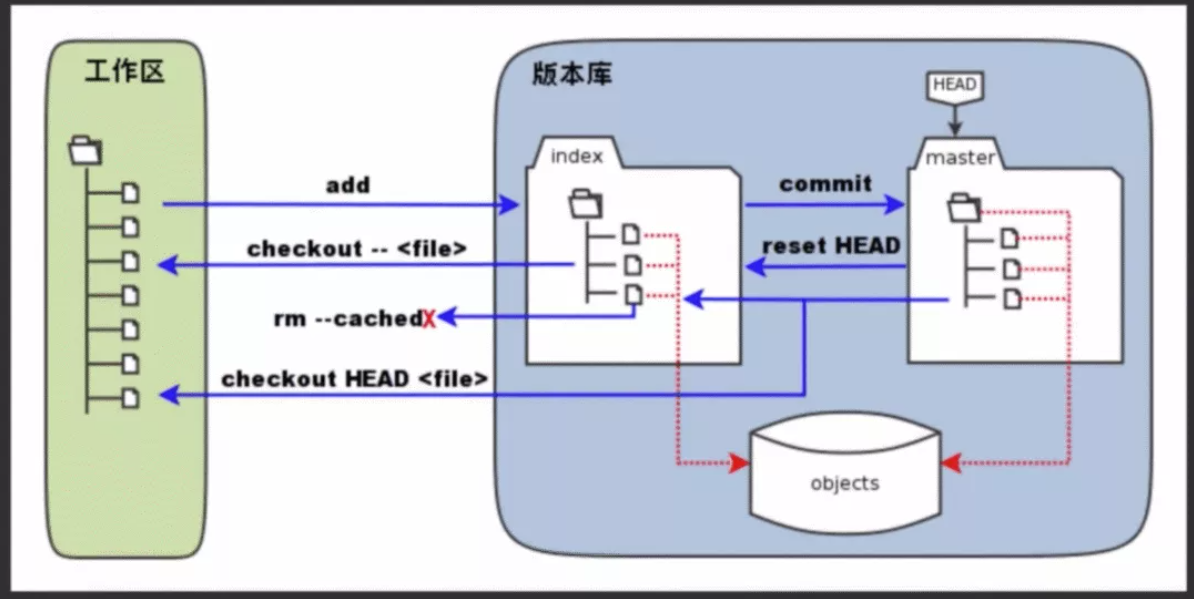 工作区
版本库
HEAD
index
master
add
commit
checkout -- <file>
reset HEAD
rm --cachedX
checkout HEAD <file>
objects